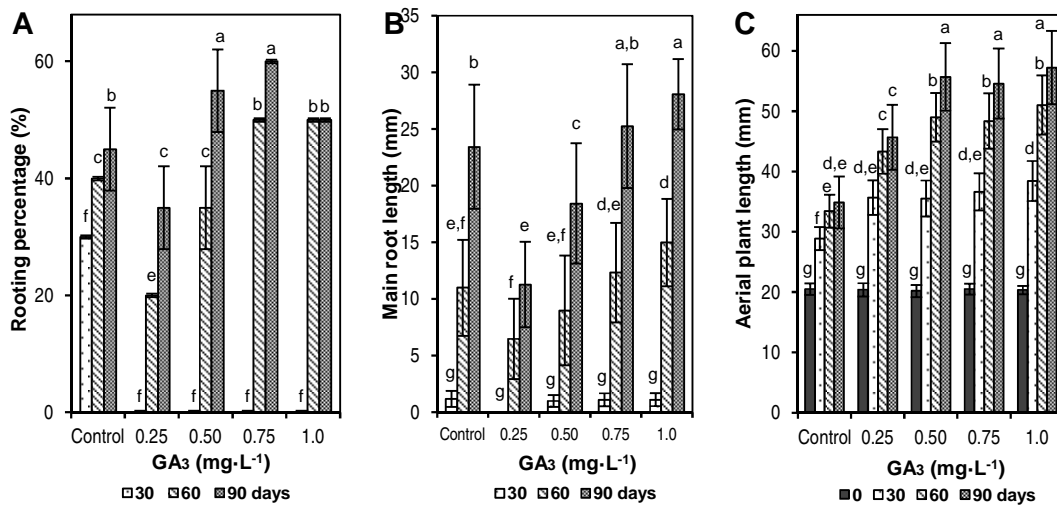 A
Rooting percentage (%)
60
40
20
0
f
c
b
f
e
c
f
c
a
f
b
a
f
b b
Control 0.25 0.50 0.75 1.0
GA3 (mg·L-1)
30 60 90 days
B
Main root length (mm)
35
30
25
20
15
10
5
0
g
e,f
b
g
f
e
g
e,f
c
g
d,e
a,b
g
d
a
Control 0.25 0.50 0.75 1.0
GA3 (mg·L-1)
30 60 90 days
C
Aerial plant length (mm)
60
50
40
30
20
10
0
g
f
e
d,e
g
d,e
c
c
g
d,e
b
a
g
d,e
b
a
g
d
b
a
Control 0.25 0.50 0.75 1.0
GA3 (mg·L-1)
0 30 60 90 days